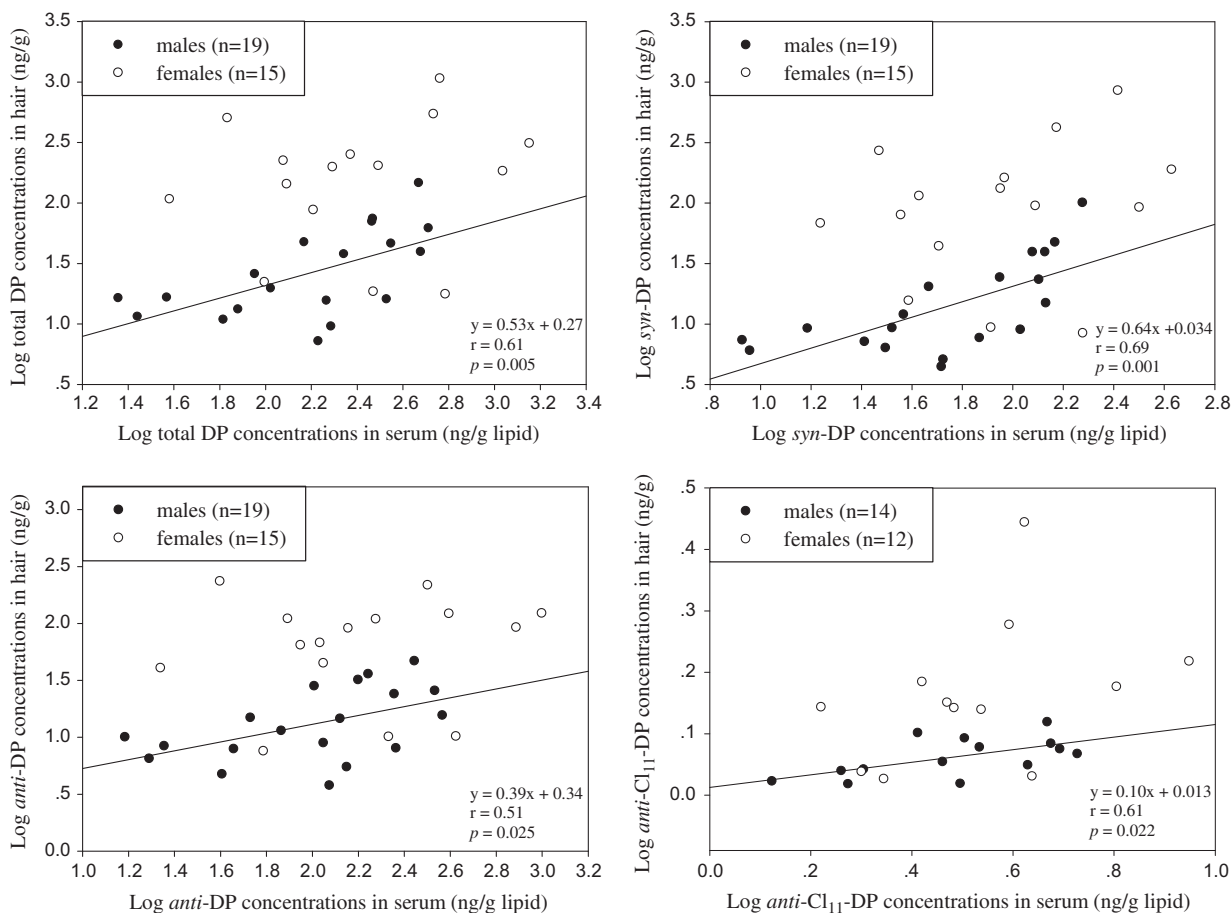 Log total DP concentrations in hair (ng/g)
3.5
3.0
2.5
2.0
1.5
1.0
.5
males (n=19)
females (n=15)
y = 0.53x + 0.27
r = 0.61
p = 0.005
1.2 1.4 1.6 1.8 2.0 2.2 2.4 2.6 2.8 3.0 3.2 3.4
Log total DP concentrations in serum (ng/g lipid)
Log syn-DP concentrations in hair (ng/g)
3.5
3.0
2.5
2.0
1.5
1.0
.5
males (n=19)
females (n=15)
y = 0.64x +0.034
r = 0.69
p = 0.001
.8 1.0 1.2 1.4 1.6 1.8 2.0 2.2 2.4 2.6 2.8
Log syn-DP concentrations in serum (ng/g lipid)
Log anti-DP concentrations in hair (ng/g)
3.0
2.5
2.0
1.5
1.0
.5
0.0
males (n=19)
females (n=15)
y = 0.39x + 0.34
r = 0.51
p = 0.025
1.0 1.2 1.4 1.6 1.8 2.0 2.2 2.4 2.6 2.8 3.0 3.2
Log anti-DP concentrations in serum (ng/g lipid)
Log anti-Cl₁₁-DP concentrations in hair (ng/g)
.5
.4
.3
.2
.1
0.0
males (n=14)
females (n=12)
y = 0.10x + 0.013
r = 0.61
p = 0.022
0.0 .2 .4 .6 .8 1.0
Log anti-Cl₁₁-DP concentrations in serum (ng/g lipid)